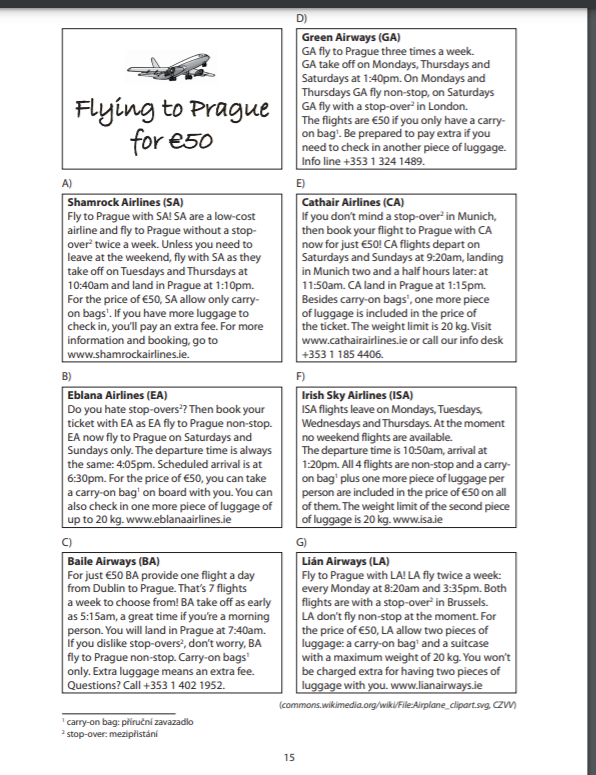 Flying to Prague
for €50
A)
Shamrock Airlines (SA)
Fly to Prague with SA! SA are a low-cost
airline and fly to Prague without a stop-
over² twice a week. Unless you need to
leave at the weekend, fly with SA as they
take off on Tuesdays and Thursdays at
10:40am and land in Prague at 1:10pm.
For the price of €50, SA allow only carry-
on bags¹. If you have more luggage to
check in, you'll pay an extra fee. For more
information and booking, go to
www.shamrockairlines.ie.
B)
Eblana Airlines (EA)
Do you hate stop-overs²? Then book your
ticket with EA as EA fly to Prague non-stop.
EA now fly to Prague on Saturdays and
Sundays only. The departure time is always
the same: 4:05pm. Scheduled arrival is at
6:30pm. For the price of €50, you can take
a carry-on bag¹ on board with you. You can
also check in one more piece of luggage of
up to 20 kg. www.eblanaairlines.ie
C)
Baile Airways (BA)
For just €50 BA provide one flight a day
from Dublin to Prague. That's 7 flights
a week to choose from! BA take off as early
as 5:15am, a great time if you're a morning
person. You will land in Prague at 7:40am.
If you dislike stop-overs², don't worry, BA
fly to Prague non-stop. Carry-on bags¹
only. Extra luggage means an extra fee.
Questions? Call +353 1 402 1952.
D)
Green Airways (GA)
GA fly to Prague three times a week.
GA take off on Mondays, Thursdays and
Saturdays at 1:40pm. On Mondays and
Thursdays GA fly non-stop, on Saturdays
GA fly with a stop-over² in London.
The flights are €50 if you only have a carry-
on bag¹. Be prepared to pay extra if you
need to check in another piece of luggage.
Info line +353 1 324 1489.
E)
Cathair Airlines (CA)
If you don't mind a stop-over² in Munich,
then book your flight to Prague with CA
now for just €50! CA flights depart on
Saturdays and Sundays at 9:20am, landing
in Munich two and a half hours later: at
11:50am. CA land in Prague at 1:15pm.
Besides carry-on bags¹, one more piece
of luggage is included in the price of
the ticket. The weight limit is 20 kg. Visit
www.cathairairlines.ie or call our info desk
+353 1 185 4406.
F)
Irish Sky Airlines (ISA)
ISA flights leave on Mondays, Tuesdays,
Wednesdays and Thursdays. At the moment
no weekend flights are available.
The departure time is 10:50am, arrival at
1:20pm. All 4 flights are non-stop and a carry-
on bag¹ plus one more piece of luggage per
person are included in the price of €50 on all
of them. The weight limit of the second piece
of luggage is 20 kg. www.isa.ie
G)
Lián Airways (LA)
Fly to Prague with LA! LA fly twice a week:
every Monday at 8:20am and 3:35pm. Both
flights are with a stop-over² in Brussels.
LA don't fly non-stop at the moment. For
the price of €50, LA allow two pieces of
luggage: a carry-on bag¹ and a suitcase
with a maximum weight of 20 kg. You won't
be charged extra for having two pieces of
luggage with you. www.lianairways.ie
(commons.wikimedia.org/wiki/File:Airplane_clipart.svg, CZVV)
¹ carry-on bag: příruční zavazadlo
² stop-over: mezipřistání
15